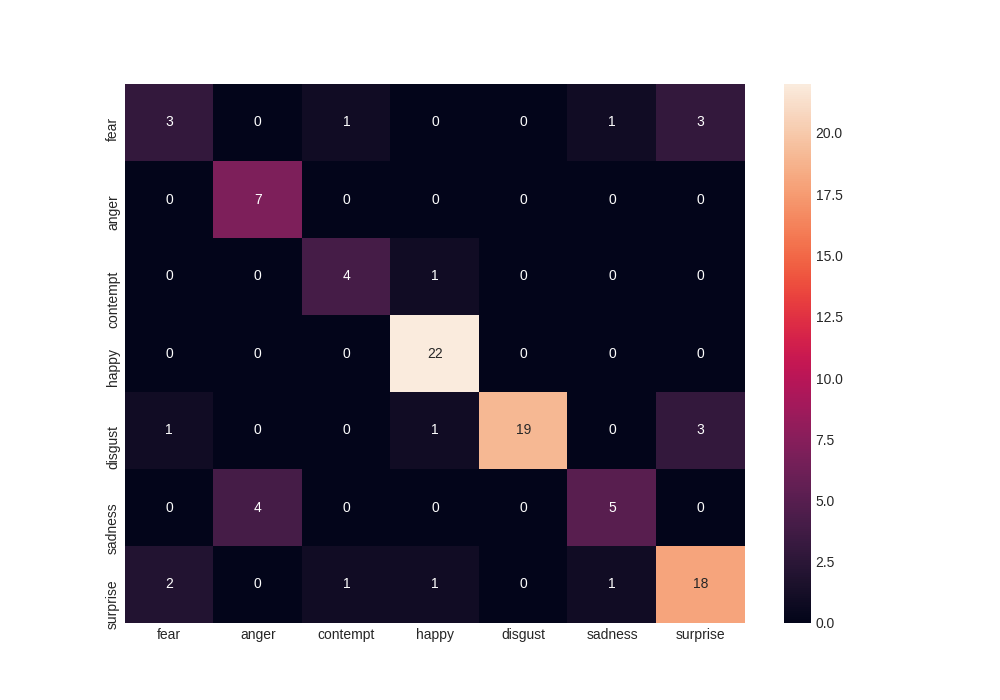 fear 3 0 1 0 0 1 3
anger 0 7 0 0 0 0 0
contempt 0 0 4 1 0 0 0
happy 0 0 0 22 0 0 0
disgust 1 0 0 1 19 0 3
sadness 0 4 0 0 0 5 0
surprise 2 0 1 1 0 1 18
fear anger contempt happy disgust sadness surprise
20.0
17.5
15.0
12.5
10.0
7.5
5.0
2.5
0.0